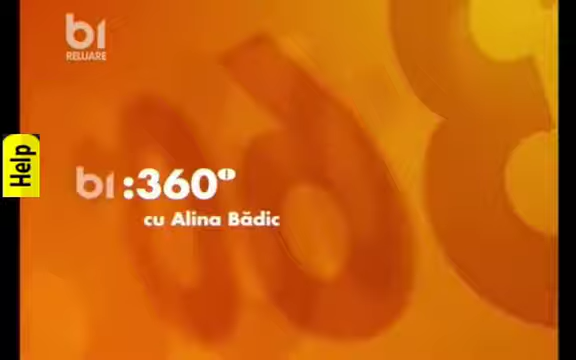 b1
RELUARE
Help
b1:360°
cu Alina Bădic